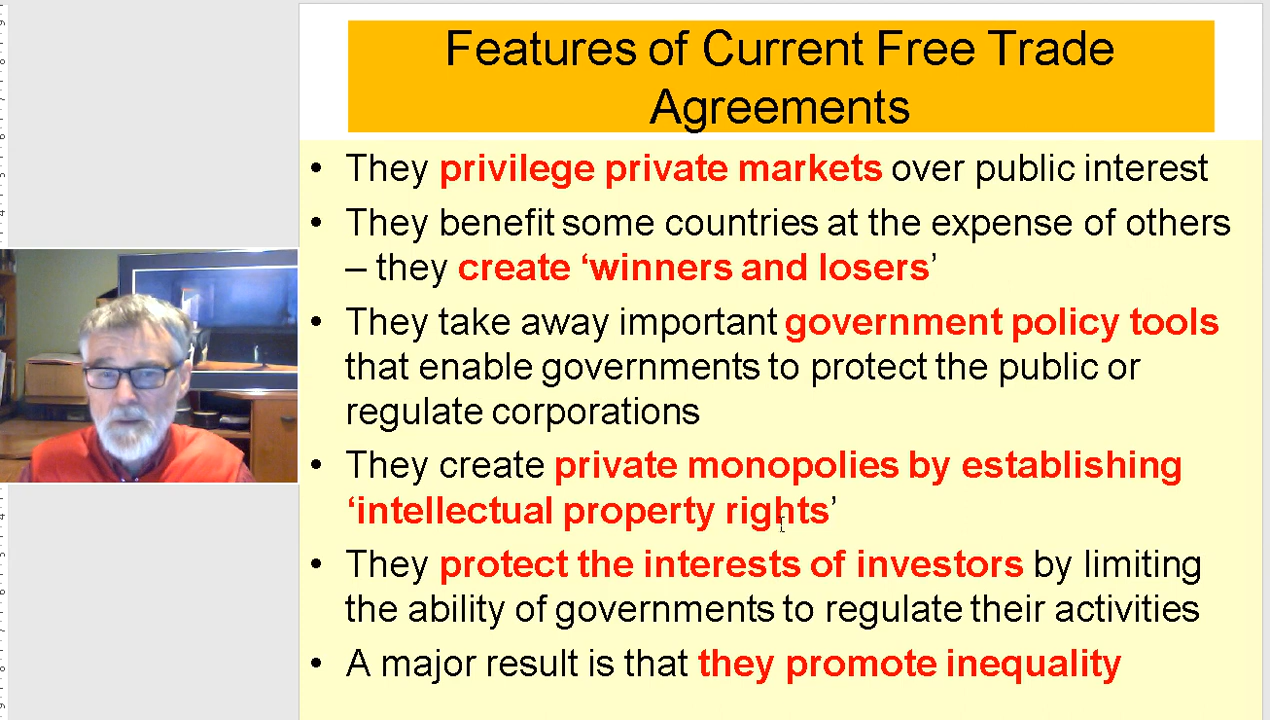 Features of Current Free Trade
Agreements
• They privilege private markets over public interest
• They benefit some countries at the expense of others
– they create ‘winners and losers’
• They take away important government policy tools
that enable governments to protect the public or
regulate corporations
• They create private monopolies by establishing
‘intellectual property rights’
• They protect the interests of investors by limiting
the ability of governments to regulate their activities
• A major result is that they promote inequality